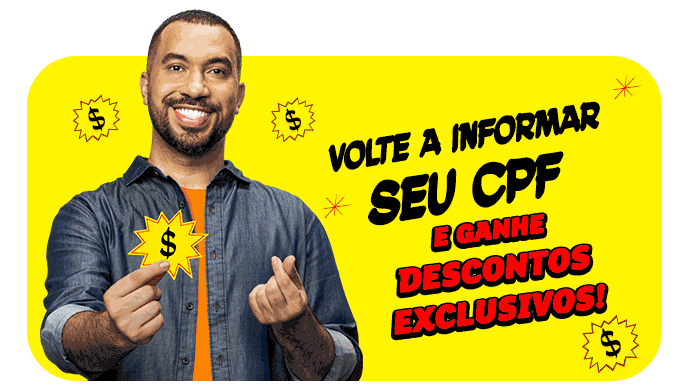 VOLTE A INFORMAR
SEU CPF
E GANHE
DESCONTOS
EXCLUSIVOS!
$
$
$
$